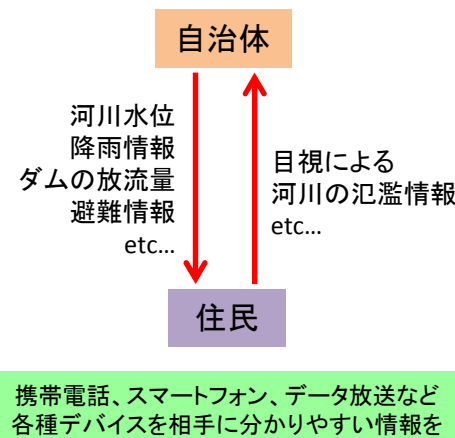 自治体
河川水位
降雨情報
ダムの放流量
避難情報
etc...
目視による
河川の氾濫情報
etc...
住民
携帯電話、スマートフォン、データ放送など
各種デバイスを相手に分かりやすい情報を